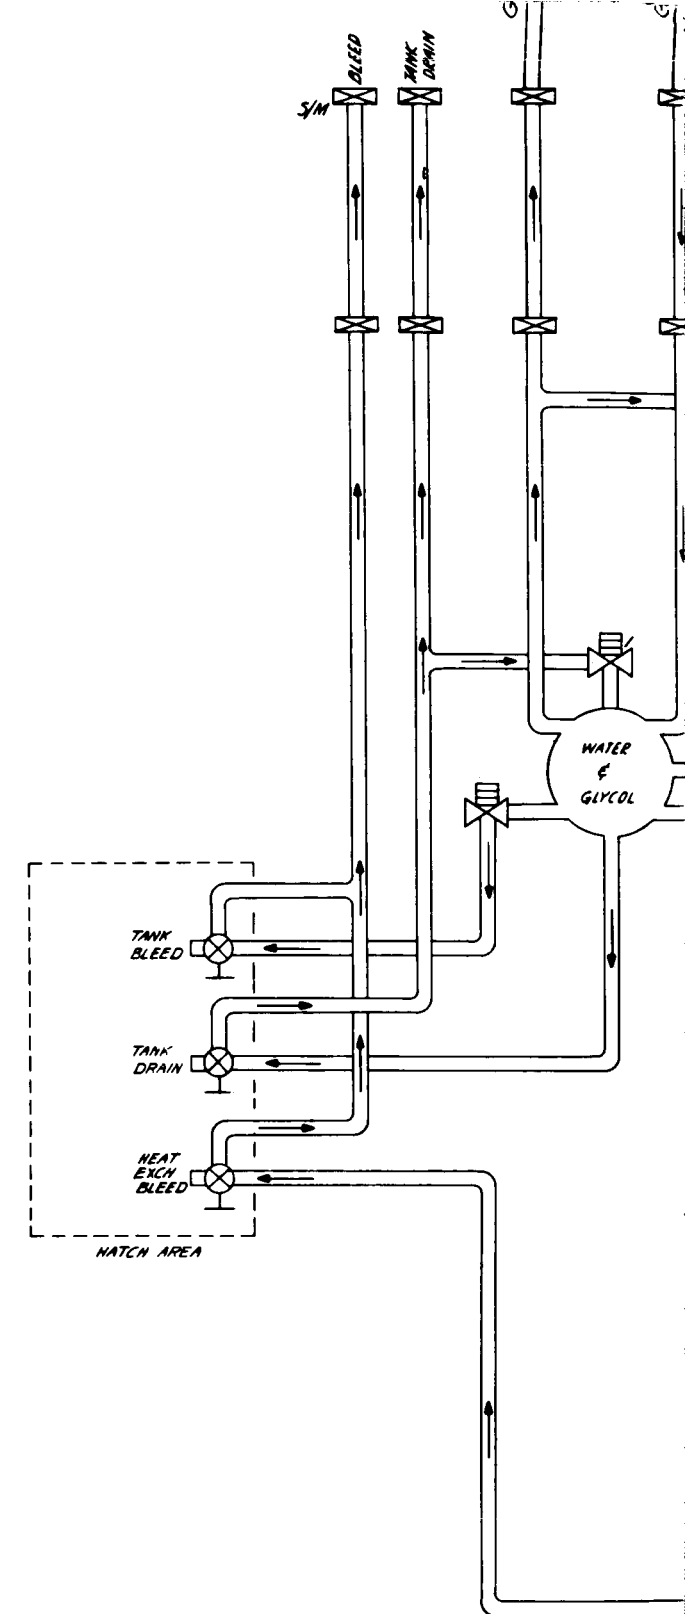 BLEED
TANK
DRAIN
S/M
WATER
&
GLYCOL
TANK
BLEED
TANK
DRAIN
HEAT
EXCH
BLEED
HATCH AREA